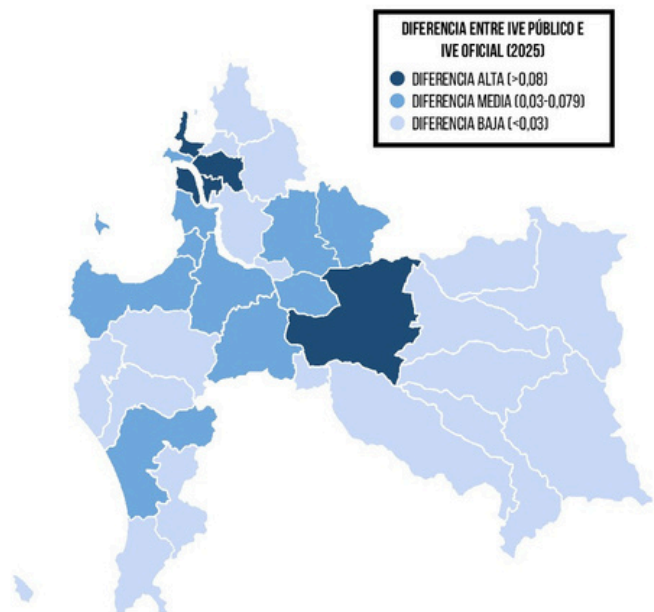 DIFERENCIA ENTRE IVE PÚBLICO E
IVE OFICIAL (2025)
DIFERENCIA ALTA (>0,08)
DIFERENCIA MEDIA (0,03-0,079)
DIFERENCIA BAJA (<0,03)